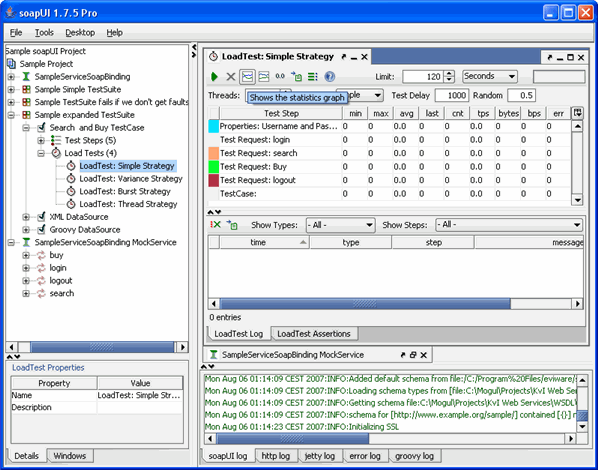 soapUI 1.7.5 Pro
File Tools Desktop Help
Sample soapUI Project
Sample Project
SampleServiceSoapBinding
Sample Simple TestSuite
Sample TestSuite fails if we don't get faults
Sample expanded TestSuite
Search and Buy TestCase
Test Steps (5)
Load Tests (4)
LoadTest: Simple Strategy
LoadTest: Variance Strategy
LoadTest: Burst Strategy
LoadTest: Thread Strategy
XML DataSource
Groovy DataSource
SampleServiceSoapBinding MockService
buy
login
logout
search
LoadTest Properties
Property Value
Name LoadTest: Simple Str...
Description
Details Windows
LoadTest: Simple Strategy
0.0 Limit: 120 Seconds
Threads: Test Delay 1000 Random 0.5
Shows the statistics graph
Test Step min max avg last cnt tps bytes bps err
Properties: Username and Pas... 0 0 0.0 0 0 0.0 0 0 0
Test Request: login 0 0 0.0 0 0 0.0 0 0 0
Test Request: search 0 0 0.0 0 0 0.0 0 0 0
Test Request: Buy 0 0 0.0 0 0 0.0 0 0 0
Test Request: logout 0 0 0.0 0 0 0.0 0 0 0
TestCase: 0 0 0.0 0 0 0.0 0 0 0
Show Types: - All - Show Steps: - All -
time type step message
0 entries
LoadTest Log LoadTest Assertions
SampleServiceSoapBinding MockService
Mon Aug 06 01:14:09 CEST 2007:INFO:Added default schema from file:/C:/Program%20Files/eviware/
Mon Aug 06 01:14:09 CEST 2007:INFO:Loading schema types from [file:C:\Mogul\Projects\KvI Web
Mon Aug 06 01:14:09 CEST 2007:INFO:Getting schema file:C:\Mogul\Projects\KvI Web Services\WSDL\
Mon Aug 06 01:14:09 CEST 2007:INFO:schema for [http://www.example.org/sample/] contained [{}] n
Mon Aug 06 01:14:23 CEST 2007:INFO:Initializing SSL
soapUI log http log jetty log error log groovy log